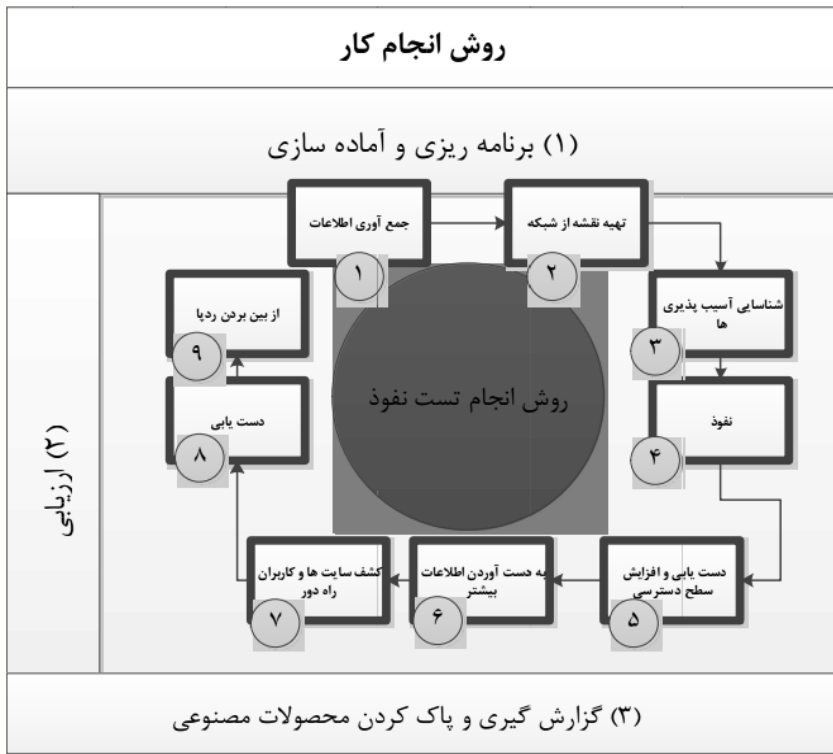 روش انجام کار
(۱) برنامه ریزی و آماده سازی
جمع آوری اطلاعات
۱
تهیه نقشه از شبکه
۲
شناسایی آسیب پذیری
ها
۳
نفوذ
۴
دست یابی و افزایش
سطح دسترسی
۵
به دست آوردن اطلاعات
بیشتر
۶
کشف سایت ها و کاربران
راه دور
۷
دست یابی
۸
از بین بردن ردپا
۹
روش انجام تست نفوذ
(۲) ارزیابی
(۳) گزارش گیری و پاک کردن محصولات مصنوعی